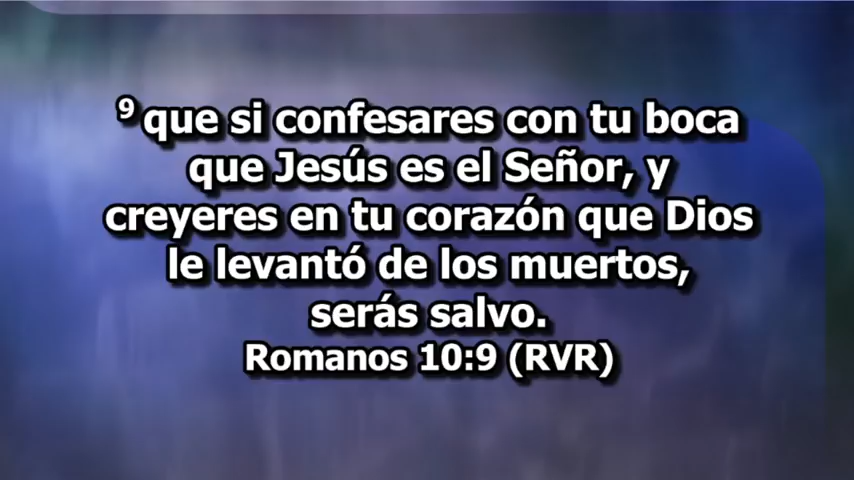 9 que si confesares con tu boca
que Jesús es el Señor, y
creyeres en tu corazón que Dios
le levantó de los muertos,
serás salvo.
Romanos 10:9 (RVR)